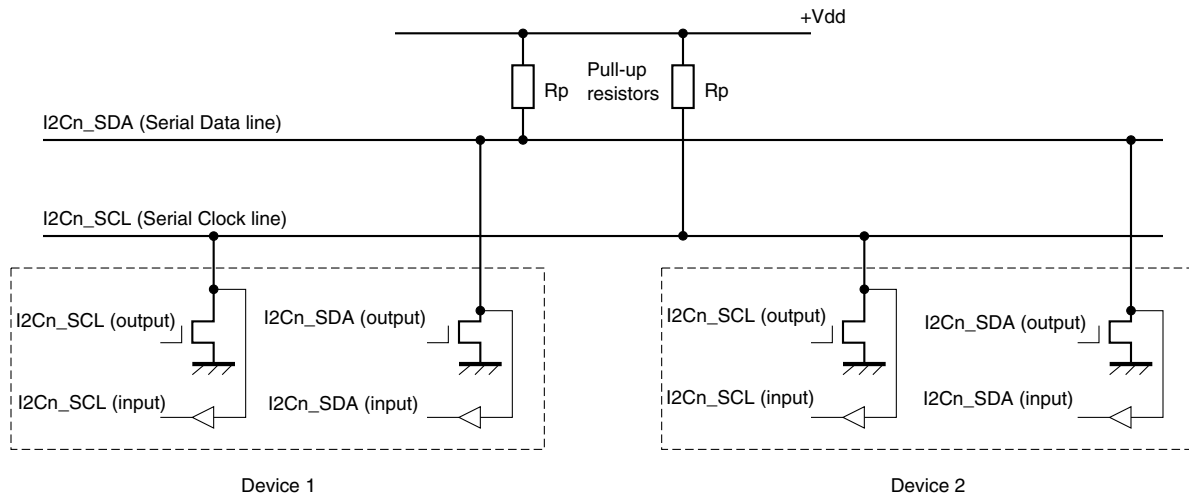 +Vdd
Rp
Pull-up
resistors
Rp
I2Cn_SDA (Serial Data line)
I2Cn_SCL (Serial Clock line)
I2Cn_SCL (output)
I2Cn_SDA (output)
I2Cn_SCL (input)
I2Cn_SDA (input)
I2Cn_SCL (output)
I2Cn_SDA (output)
I2Cn_SCL (input)
I2Cn_SDA (input)
Device 1
Device 2